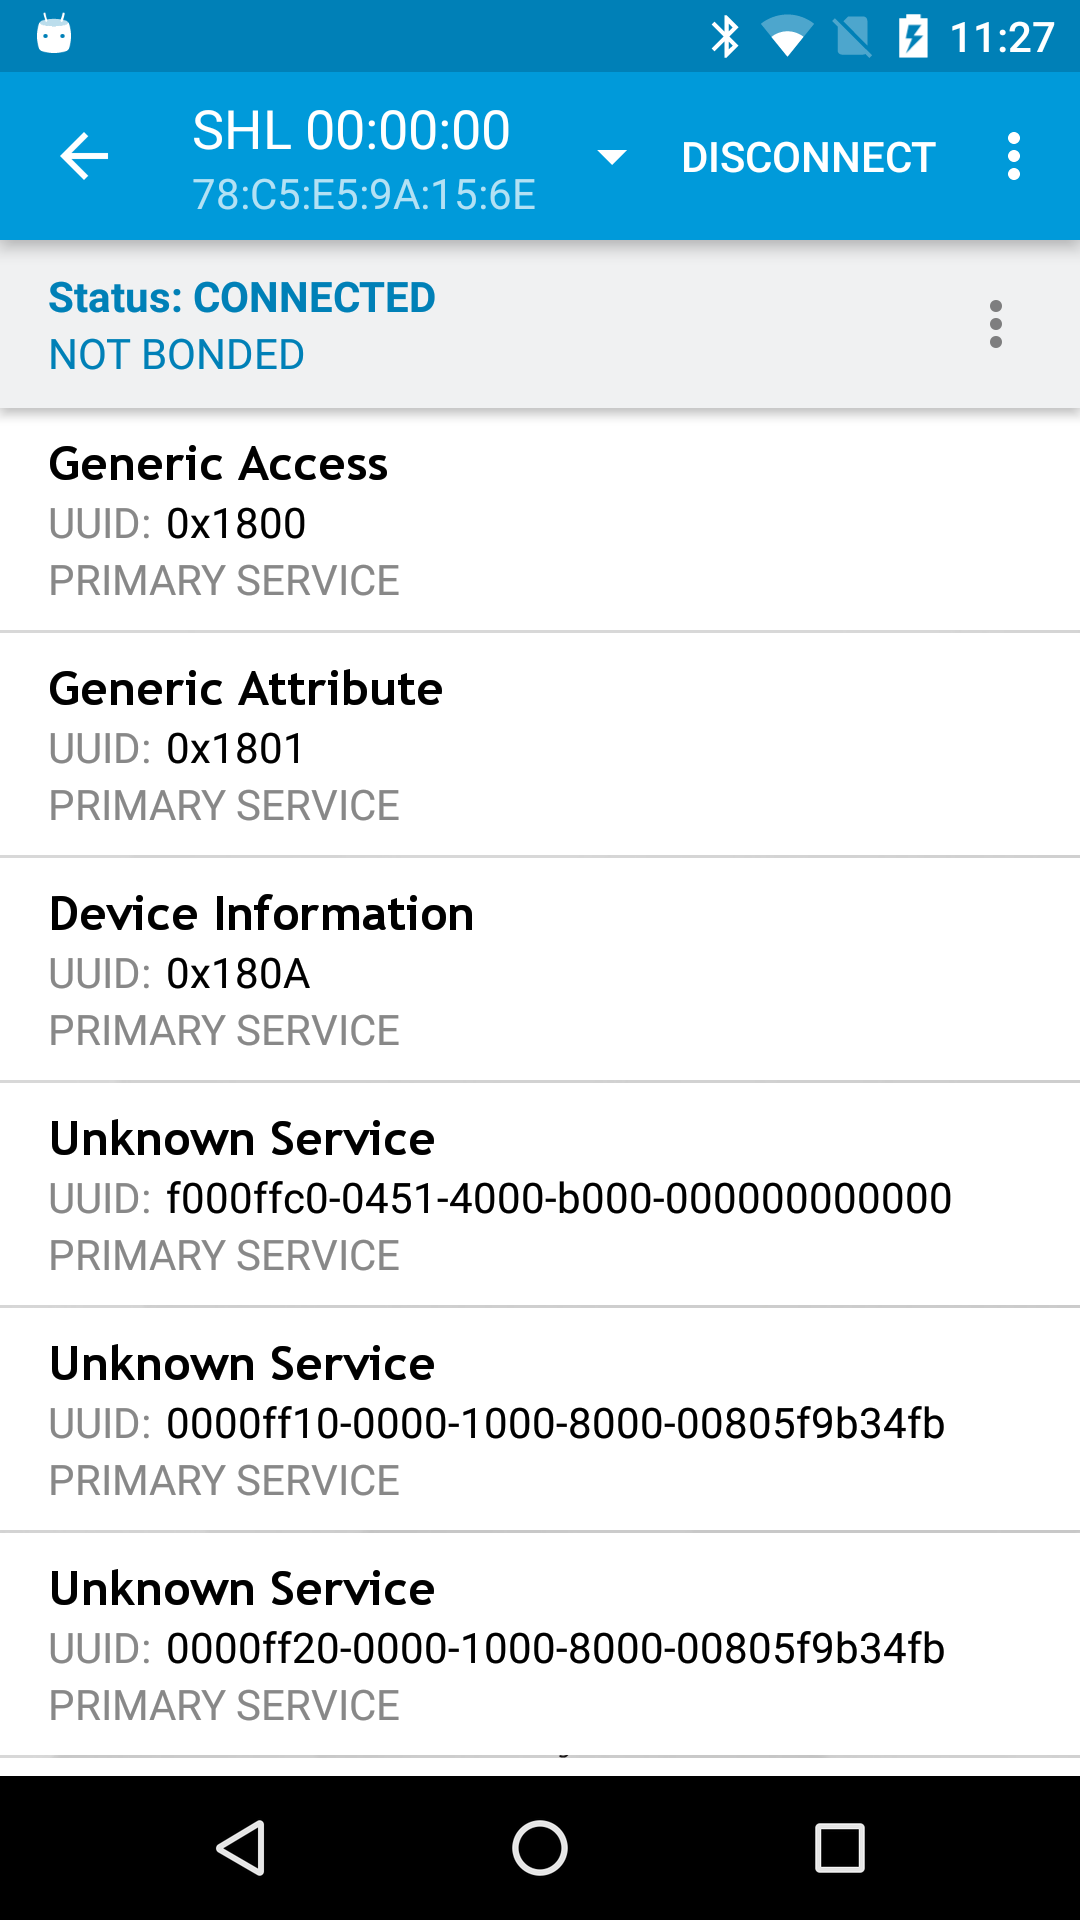 11:27
SHL 00:00:00
DISCONNECT
78:C5:E5:9A:15:6E
Status: CONNECTED
NOT BONDED
Generic Access
UUID: 0x1800
PRIMARY SERVICE
Generic Attribute
UUID: 0x1801
PRIMARY SERVICE
Device Information
UUID: 0x180A
PRIMARY SERVICE
Unknown Service
UUID: f000ffc0-0451-4000-b000-000000000000
PRIMARY SERVICE
Unknown Service
UUID: 0000ff10-0000-1000-8000-00805f9b34fb
PRIMARY SERVICE
Unknown Service
UUID: 0000ff20-0000-1000-8000-00805f9b34fb
PRIMARY SERVICE